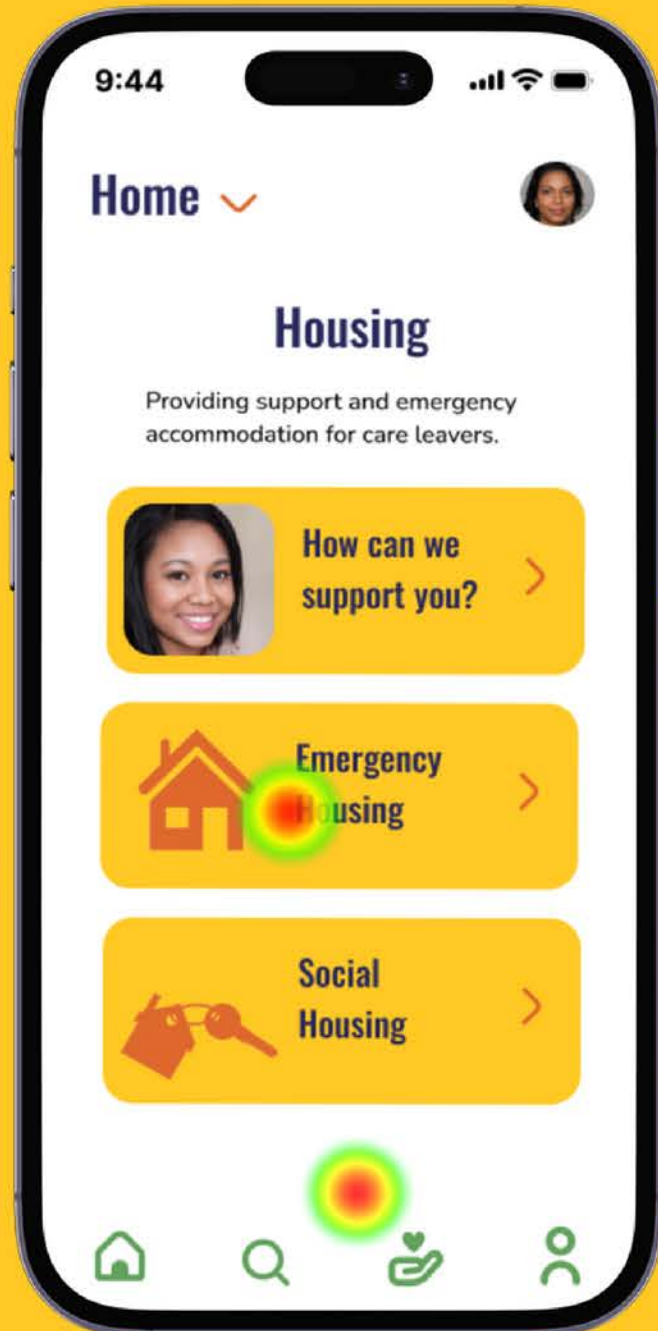 9:44
Home
Housing
Providing support and emergency
accommodation for care leavers.
How can we
support you?
Emergency
Housing
Social
Housing